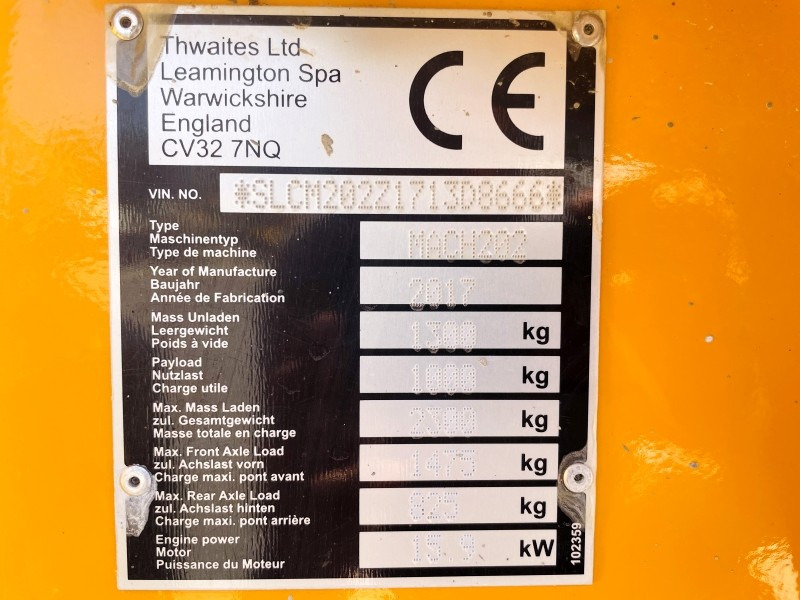 Thwaites Ltd
Leamington Spa
Warwickshire
England
CV32 7NQ
CE
VIN. NO. *SLCM202Z1713D8666*
Type
Maschinentyp
Type de machine
MACH202
Year of Manufacture
Baujahr
Année de Fabrication
2017
Mass Unladen
Leergewicht
Poids à vide
1300 kg
Payload
Nutzlast
Charge utile
1000 kg
Max. Mass Laden
zul. Gesamtgewicht
Masse totale en charge
2300 kg
Max. Front Axle Load
zul. Achslast vorn
Charge maxi. pont avant
1475 kg
Max. Rear Axle Load
zul. Achslast hinten
Charge maxi. pont arrière
825 kg
Engine power
Motor
Puissance du Moteur
15.9 kW
102359